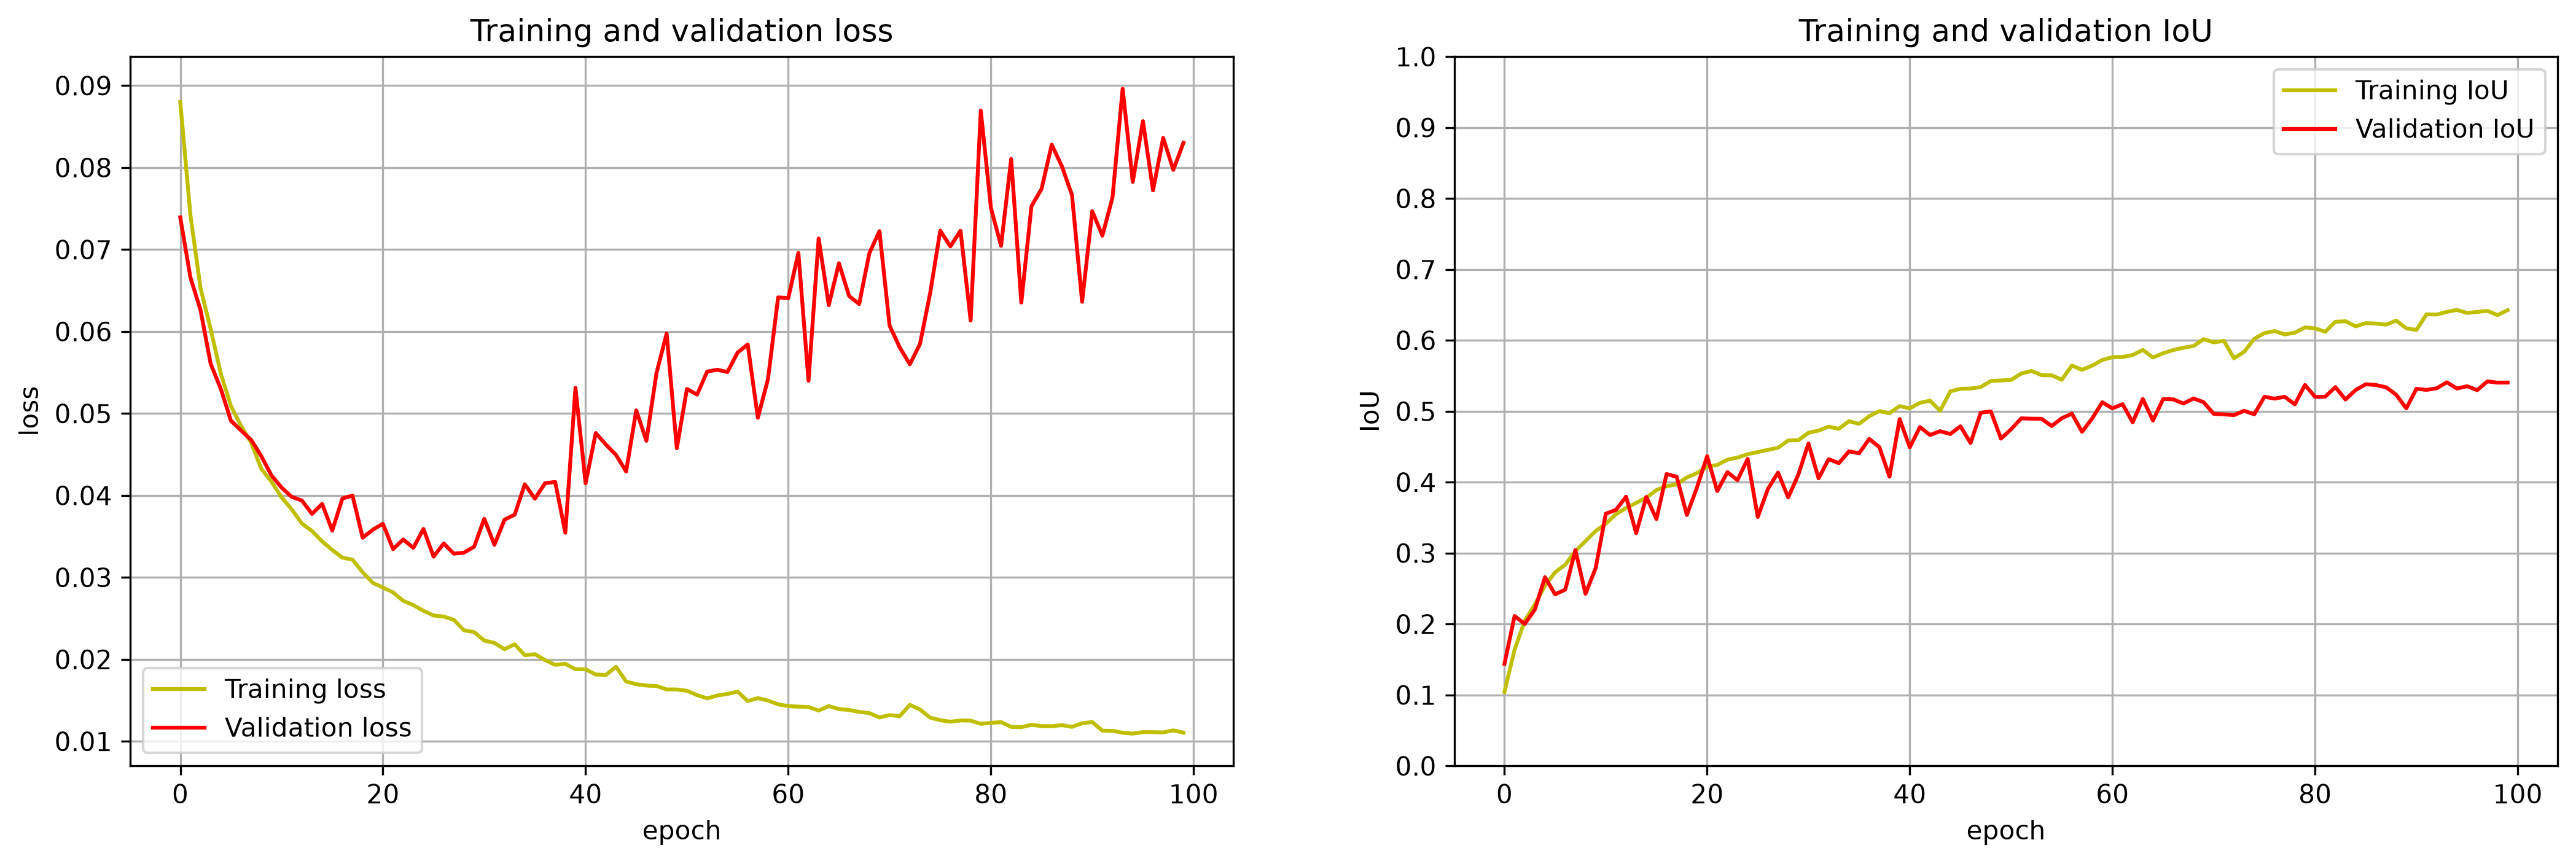 Training and validation loss
0.09
0.08
0.07
0.06
0.05
0.04
0.03
0.02
0.01
loss
Training loss
Validation loss
0 20 40 60 80 100
epoch
Training and validation IoU
1.0
0.9
0.8
0.7
0.6
0.5
0.4
0.3
0.2
0.1
0.0
IoU
Training IoU
Validation IoU
0 20 40 60 80 100
epoch